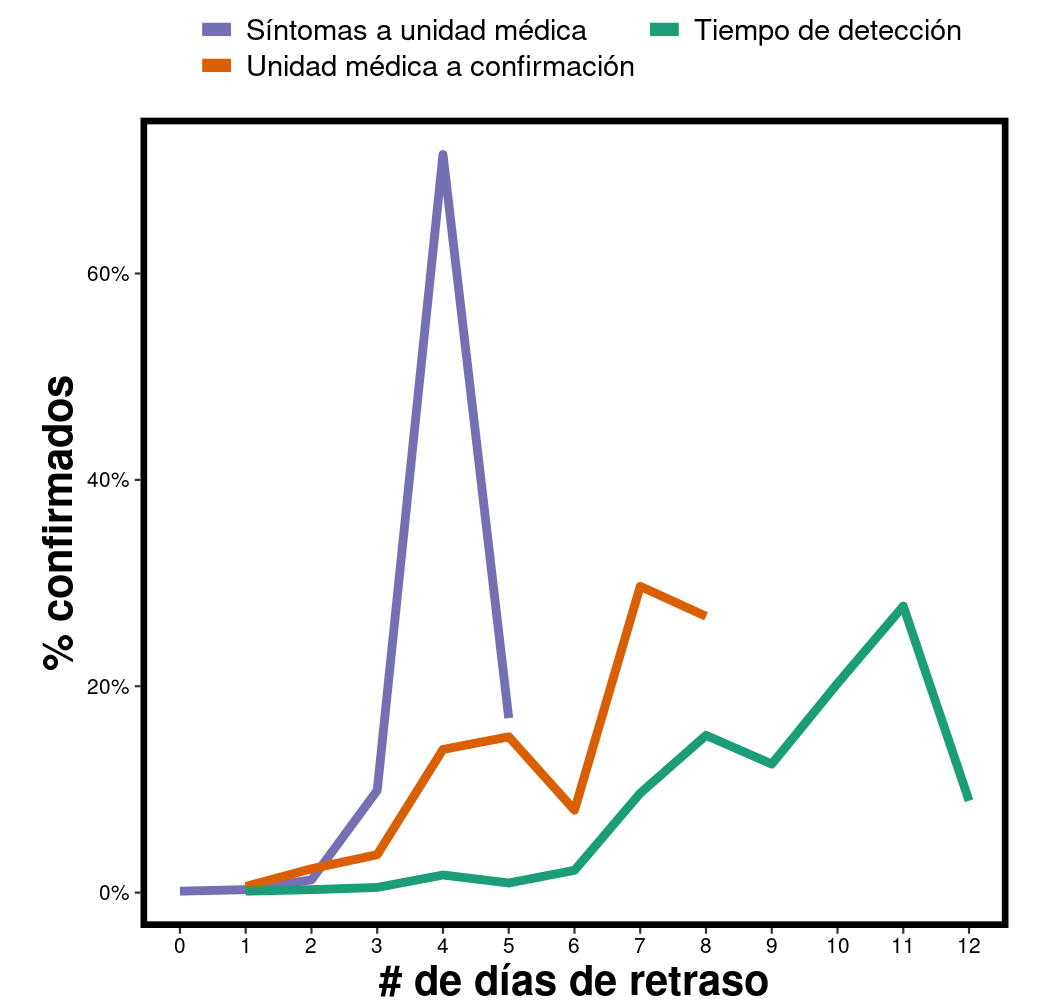 Síntomas a unidad médica
Tiempo de detección
Unidad médica a confirmación
60%
40%
20%
0%
% confirmados
0 1 2 3 4 5 6 7 8 9 10 11 12
# de días de retraso